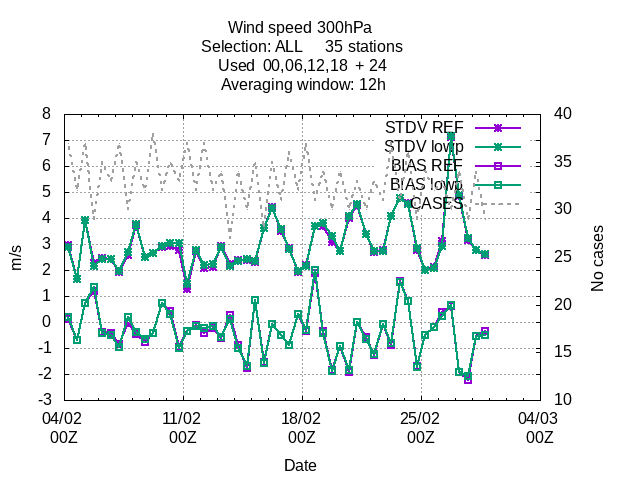 Wind speed 300hPa
Selection: ALL 35 stations
Used 00,06,12,18 + 24
Averaging window: 12h
STDV REF
STDV lowp
BIAS REF
BIAS lowp
CASES
8
7
6
5
4
3
2
1
0
-1
-2
-3
m/s
40
35
30
25
20
15
10
No cases
04/02
00Z
11/02
00Z
18/02
00Z
25/02
00Z
04/03
00Z
Date